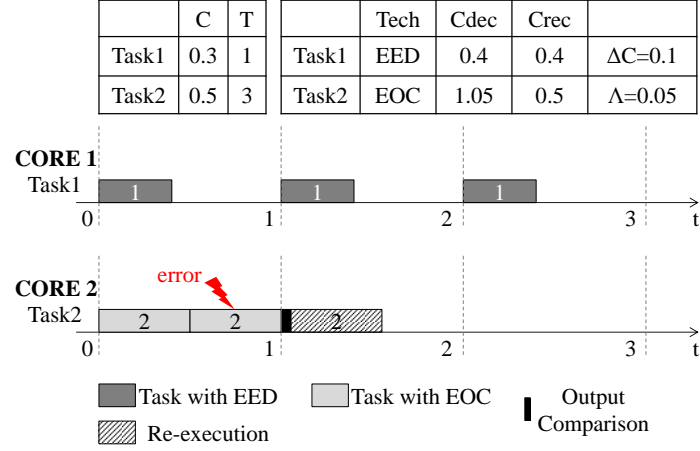 C T
Task1 0.3 1
Task2 0.5 3
Tech Cdec Crec
Task1 EED 0.4 0.4 ΔC=0.1
Task2 EOC 1.05 0.5 Λ=0.05
CORE 1
Task1
1 1 1
0 1 2 3 t
error
CORE 2
Task2
2 2 2
0 1 2 3 t
Task with EED
Task with EOC
Output
Comparison
Re-execution